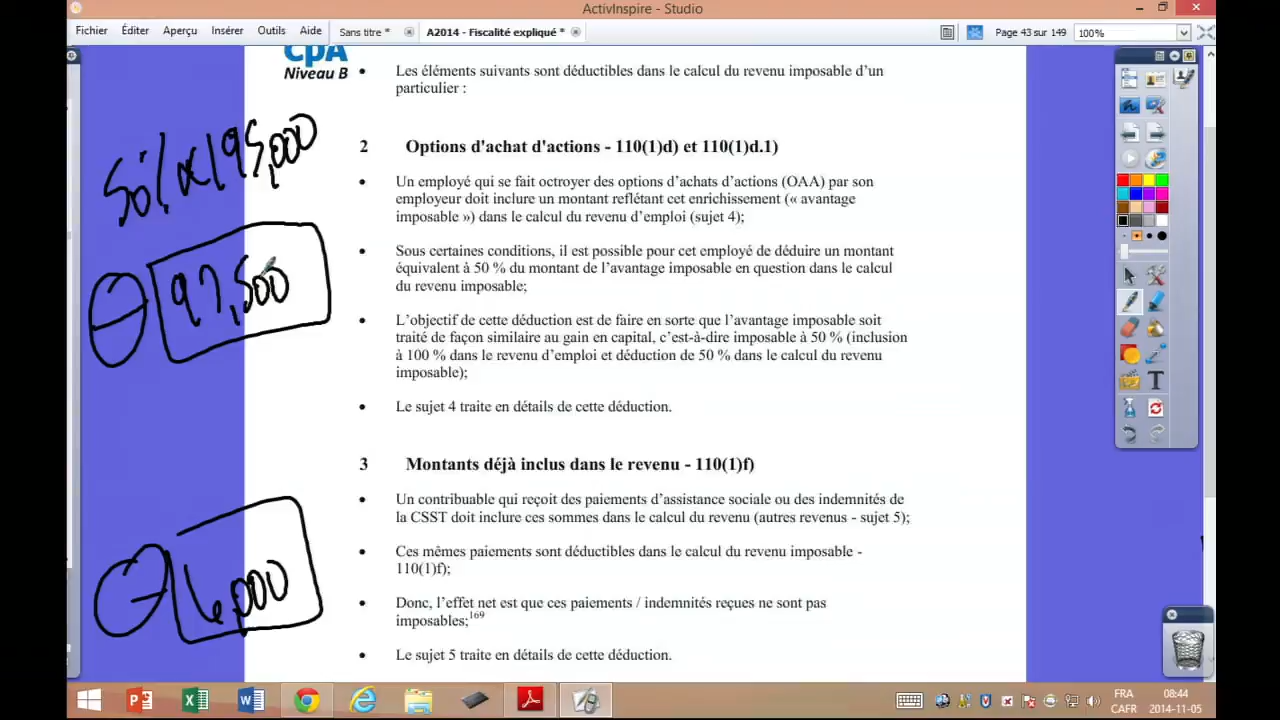 ActivInspire - Studio
Fichier Éditer Aperçu Insérer Outils Aide Sans titre * A2014 - Fiscalité expliqué * Page 43 sur 149 100%
CPA
Niveau B
• Les éléments suivants sont déductibles dans le calcul du revenu imposable d'un
particulier :
50% x 195,000
2 Options d'achat d'actions - 110(1)d) et 110(1)d.1)
• Un employé qui se fait octroyer des options d'achats d'actions (OAA) par son
employeur doit inclure un montant reflétant cet enrichissement (« avantage
imposable ») dans le calcul du revenu d'emploi (sujet 4);
• Sous certaines conditions, il est possible pour cet employé de déduire un montant
équivalent à 50 % du montant de l'avantage imposable en question dans le calcul
du revenu imposable;
97,500
• L'objectif de cette déduction est de faire en sorte que l'avantage imposable soit
traité de façon similaire au gain en capital, c'est-à-dire imposable à 50 % (inclusion
à 100 % dans le revenu d'emploi et déduction de 50 % dans le calcul du revenu
imposable);
• Le sujet 4 traite en détails de cette déduction.
3 Montants déjà inclus dans le revenu - 110(1)f)
• Un contribuable qui reçoit des paiements d'assistance sociale ou des indemnités de
la CSST doit inclure ces sommes dans le calcul du revenu (autres revenus - sujet 5);
• Ces mêmes paiements sont déductibles dans le calcul du revenu imposable -
110(1)f);
6,000
• Donc, l'effet net est que ces paiements / indemnités reçues ne sont pas
imposables;169
• Le sujet 5 traite en détails de cette déduction.
FRA 08:44
CAFR 2014-11-05